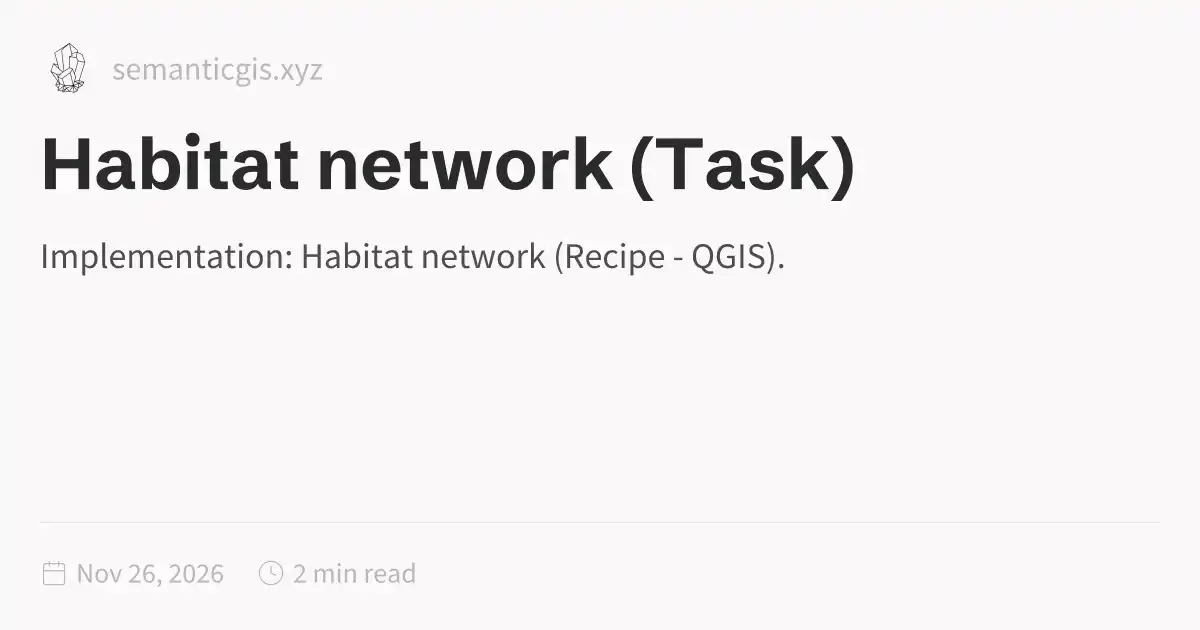 semanticgis.xyz
Habitat network (Task)
Implementation: Habitat network (Recipe - QGIS).
Nov 26, 2026 2 min read